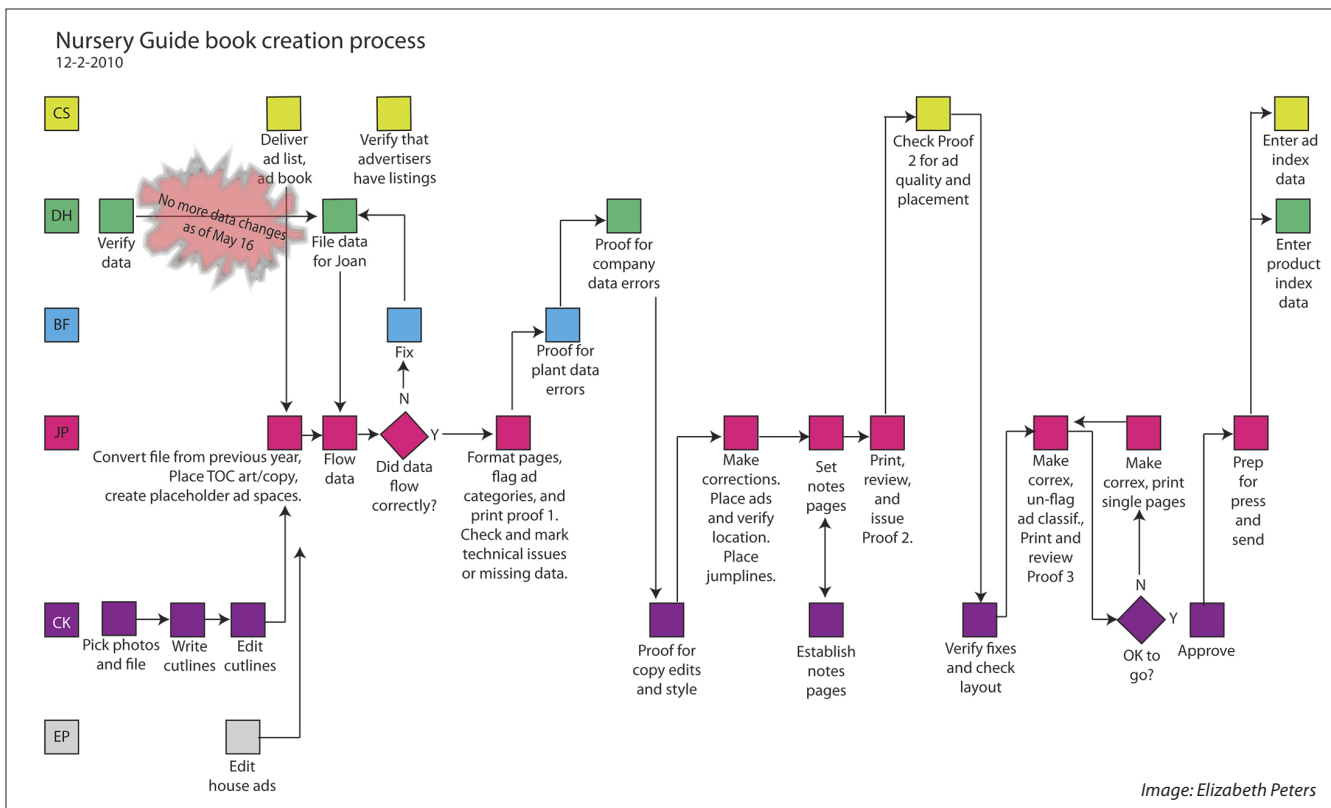 Nursery Guide book creation process
12-2-2010
CS
Deliver
ad list,
ad book
Verify that
advertisers
have listings
Check Proof
2 for ad
quality and
placement
Enter ad
index
data
DH
Verify
data
No more data changes
as of May 16
File data
for Joan
Proof for
company
data errors
Enter
product
index
data
BF
Fix
Proof for
plant data
errors
N
JP
Convert file from previous year,
Place TOC art/copy,
create placeholder ad spaces.
Flow
data
Did data
flow
correctly?
Y
Format pages,
flag ad
categories, and
print proof 1.
Check and mark
technical issues
or missing data.
Make
corrections.
Place ads
and verify
location.
Place
jumplines.
Set
notes
pages
Print,
review,
and
issue
Proof 2.
Make
correx,
un-flag
ad classif.,
Print and
review
Proof 3
Make
correx, print
single pages
Prep
for
press
and
send
CK
Pick photos
and file
Write
cutlines
Edit
cutlines
Proof for
copy edits
and style
Establish
notes
pages
Verify fixes
and check
layout
N
Y
OK to
go?
Approve
EP
Edit
house ads
Image: Elizabeth Peters